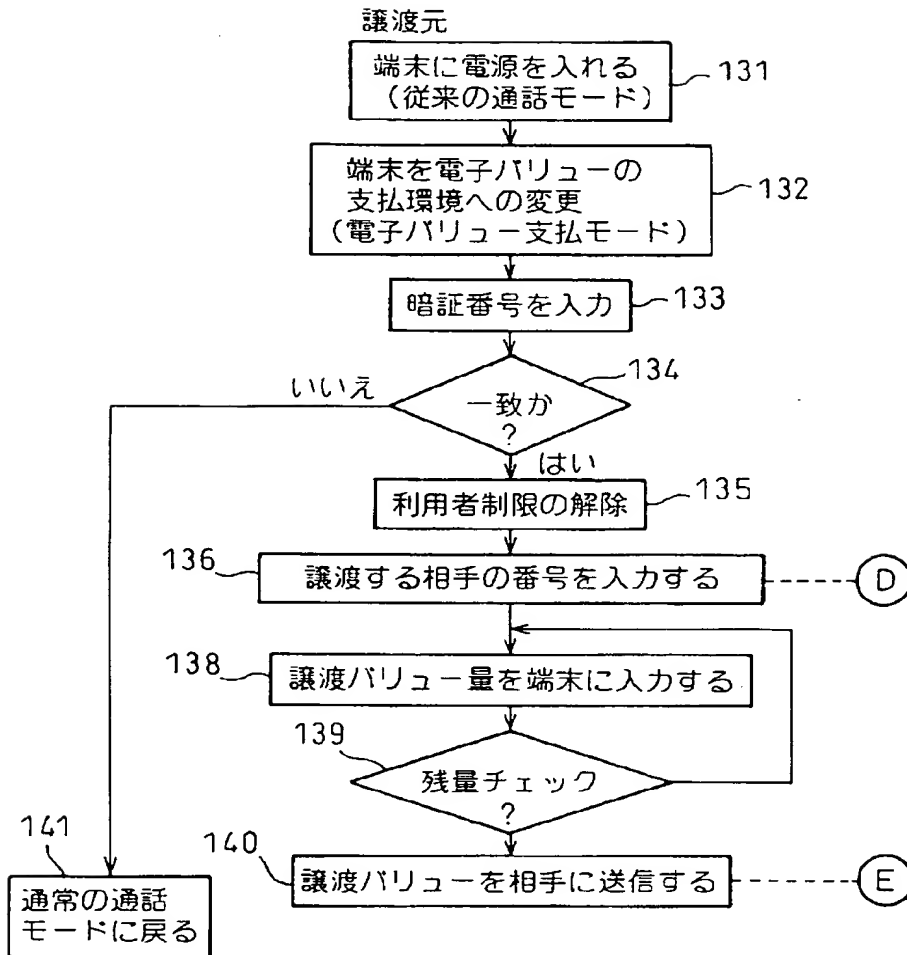 譲渡元
端末に電源を入れる
(従来の通話モード)
131
端末を電子バリューの
支払環境への変更
(電子バリュー支払モード)
132
暗証番号を入力
133
134
いいえ
一致か
?
はい
利用者制限の解除
135
136
譲渡する相手の番号を入力する
D
138
譲渡バリュー量を端末に入力する
139
残量チェック
?
140
譲渡バリューを相手に送信する
E
141
通常の通話
モードに戻る